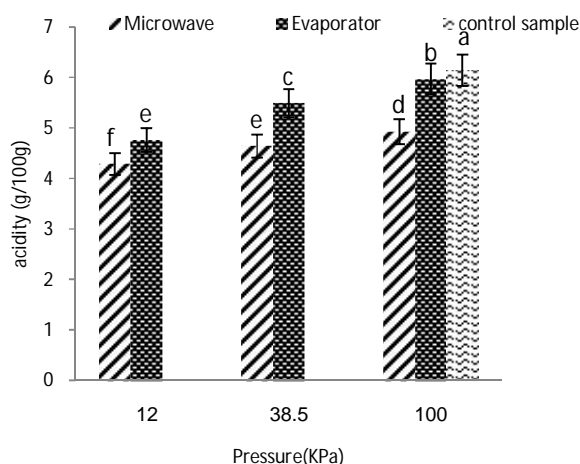 7 Microwave Evaporator control sample
6
5
4
3
2
1
0
acidity (g/100g)
f e e c d b a
12 38.5 100
Pressure(KPa)